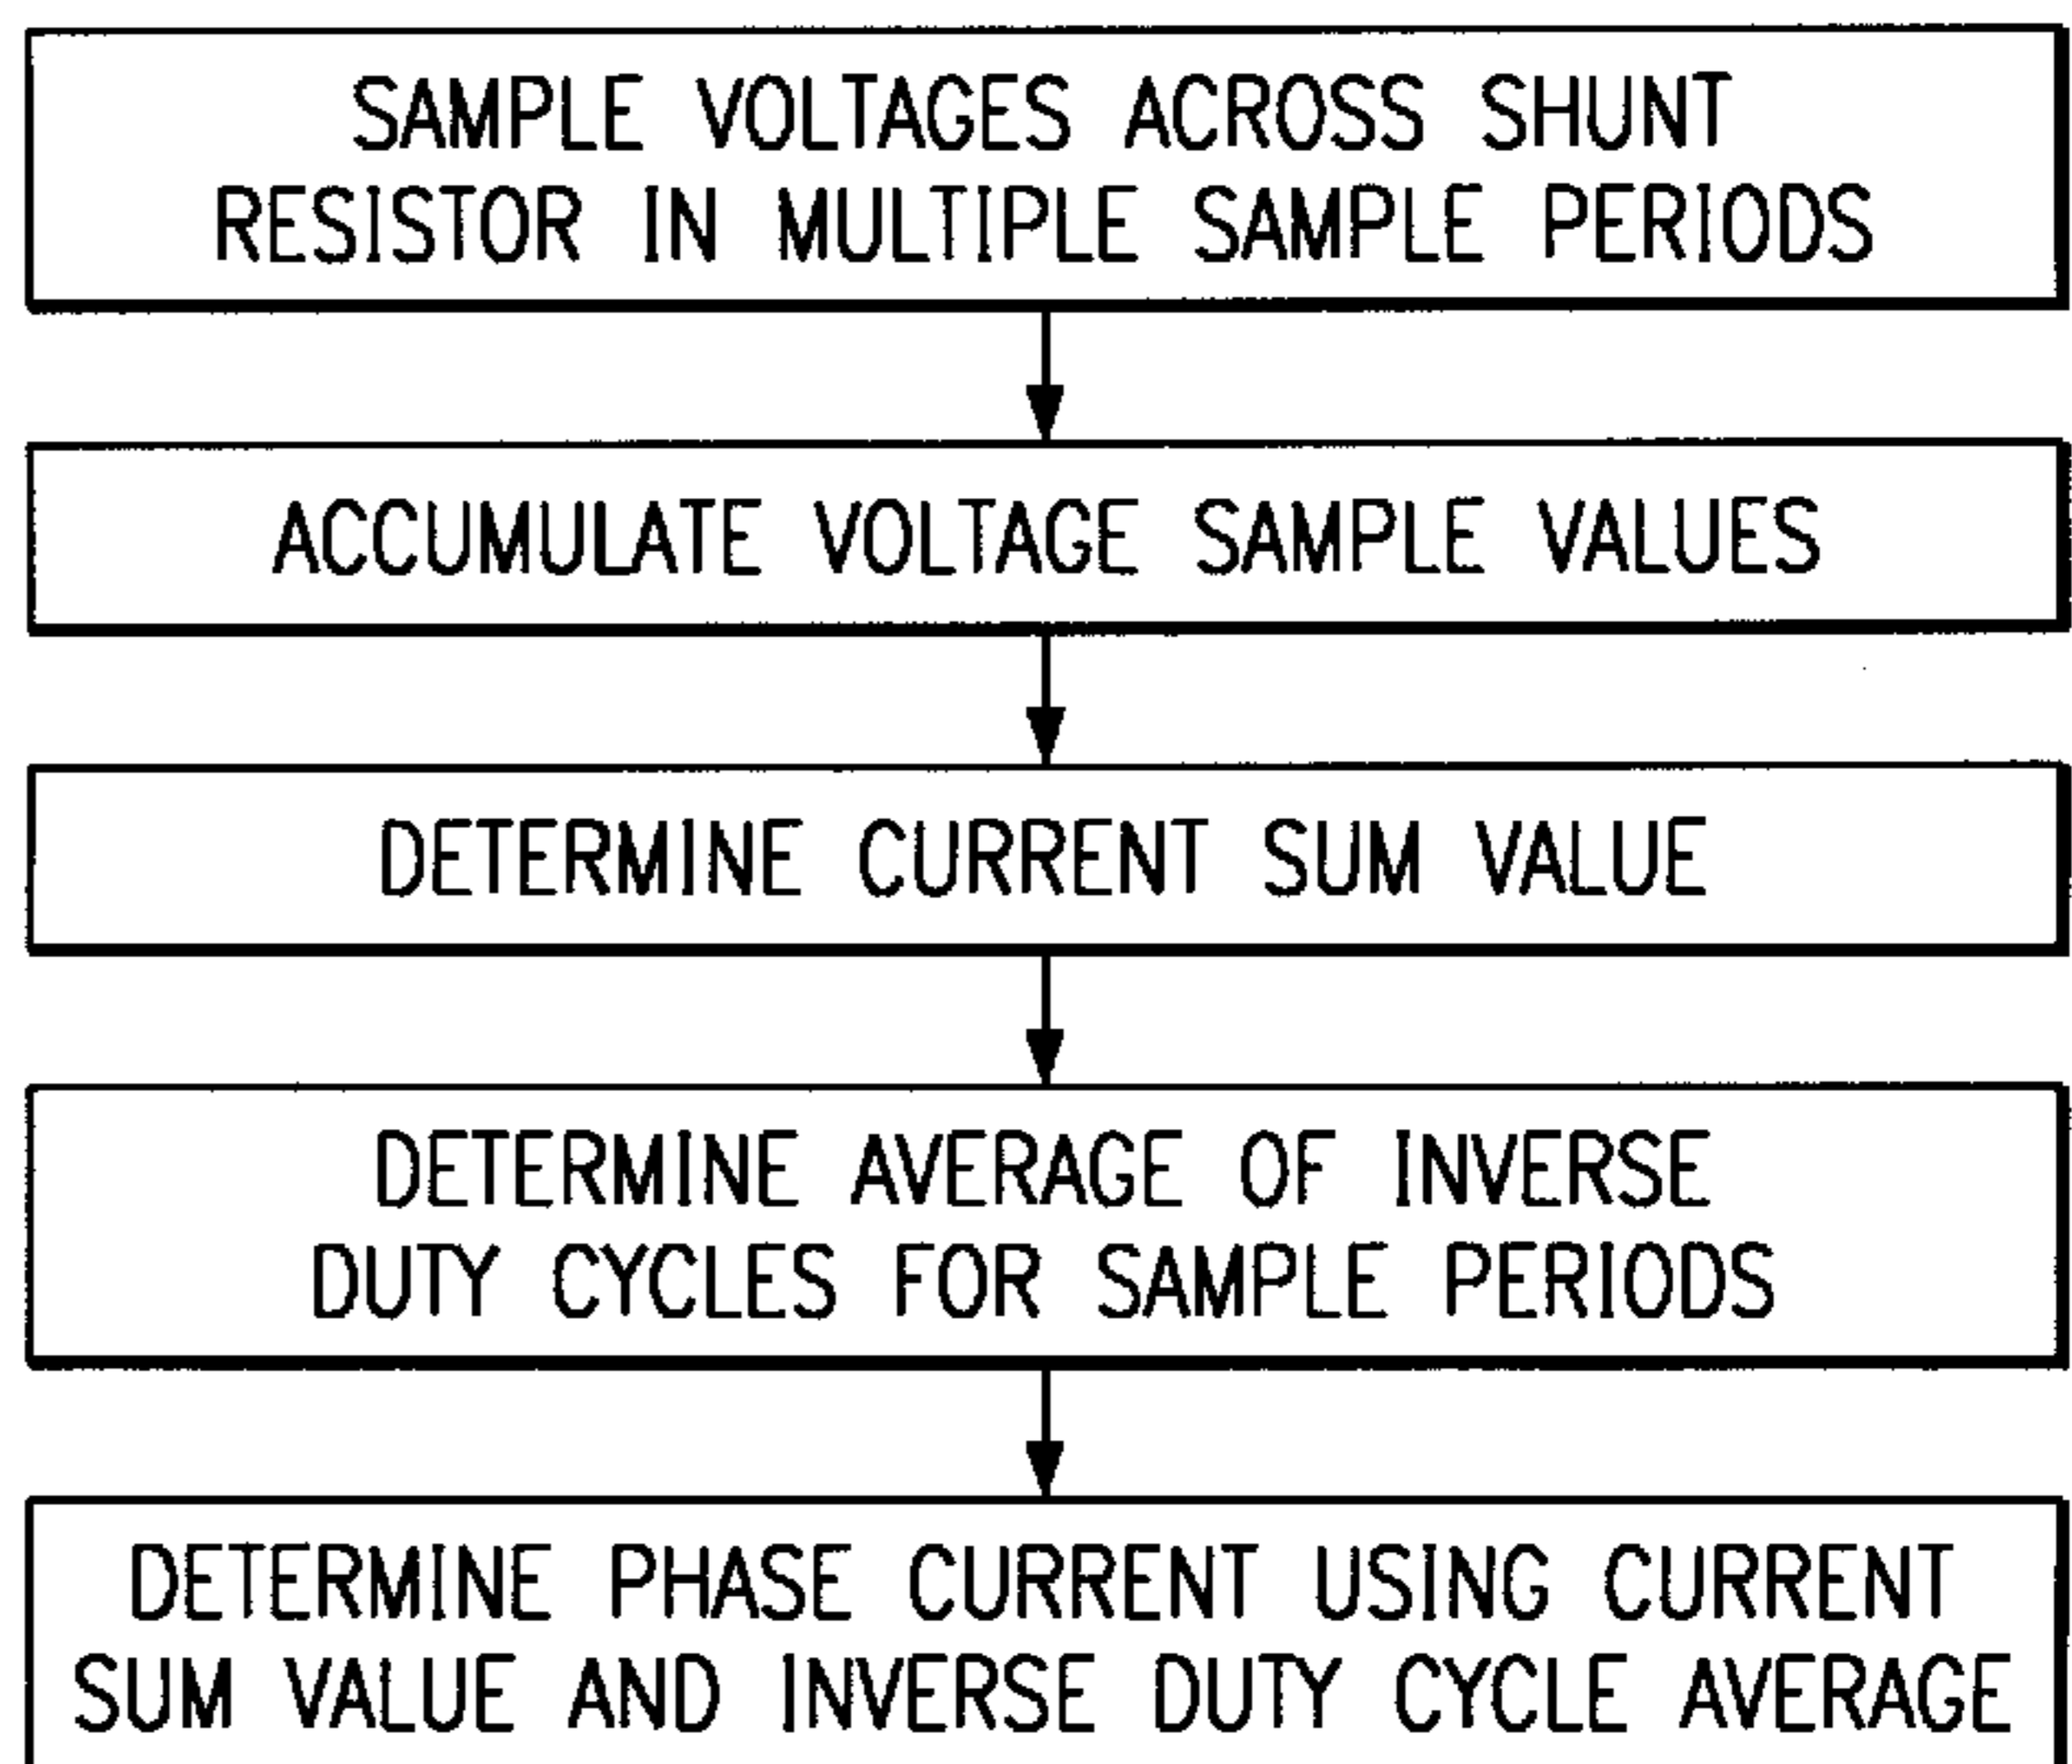 SAMPLE VOLTAGES ACROSS SHUNT
RESISTOR IN MULTIPLE SAMPLE PERIODS
ACCUMULATE VOLTAGE SAMPLE VALUES
DETERMINE CURRENT SUM VALUE
DETERMINE AVERAGE OF INVERSE
DUTY CYCLES FOR SAMPLE PERIODS
DETERMINE PHASE CURRENT USING CURRENT
SUM VALUE AND INVERSE DUTY CYCLE AVERAGE